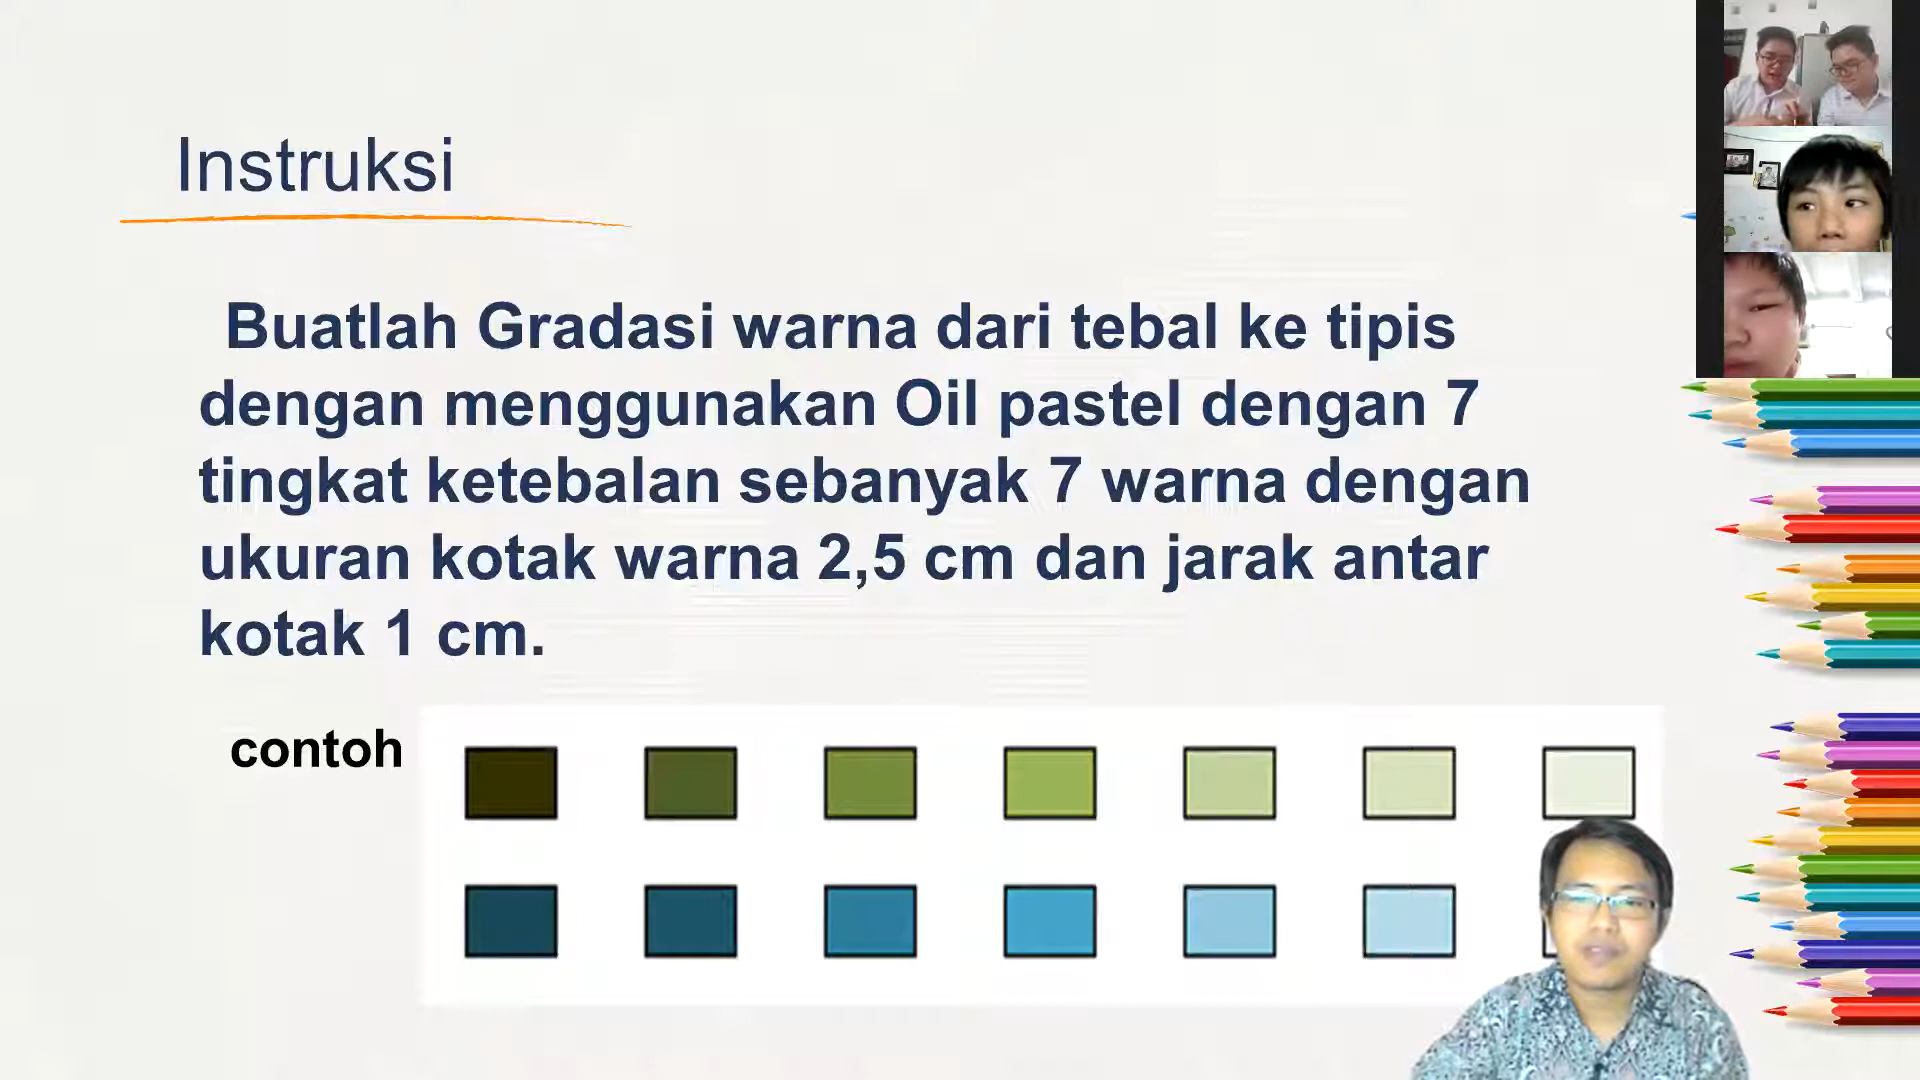 Instruksi
Buatlah Gradasi warna dari tebal ke tipis
dengan menggunakan Oil pastel dengan 7
tingkat ketebalan sebanyak 7 warna dengan
ukuran kotak warna 2,5 cm dan jarak antar
kotak 1 cm.
contoh